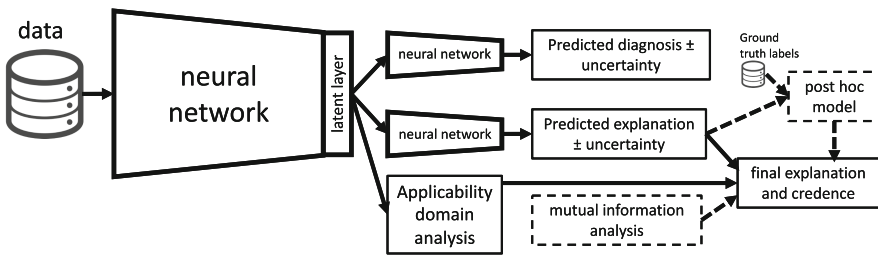 data
neural
network
latent layer
neural network
Predicted diagnosis ±
uncertainty
neural network
Predicted explanation
± uncertainty
Ground
truth labels
post hoc
model
Applicability
domain
analysis
mutual information
analysis
final explanation
and credence